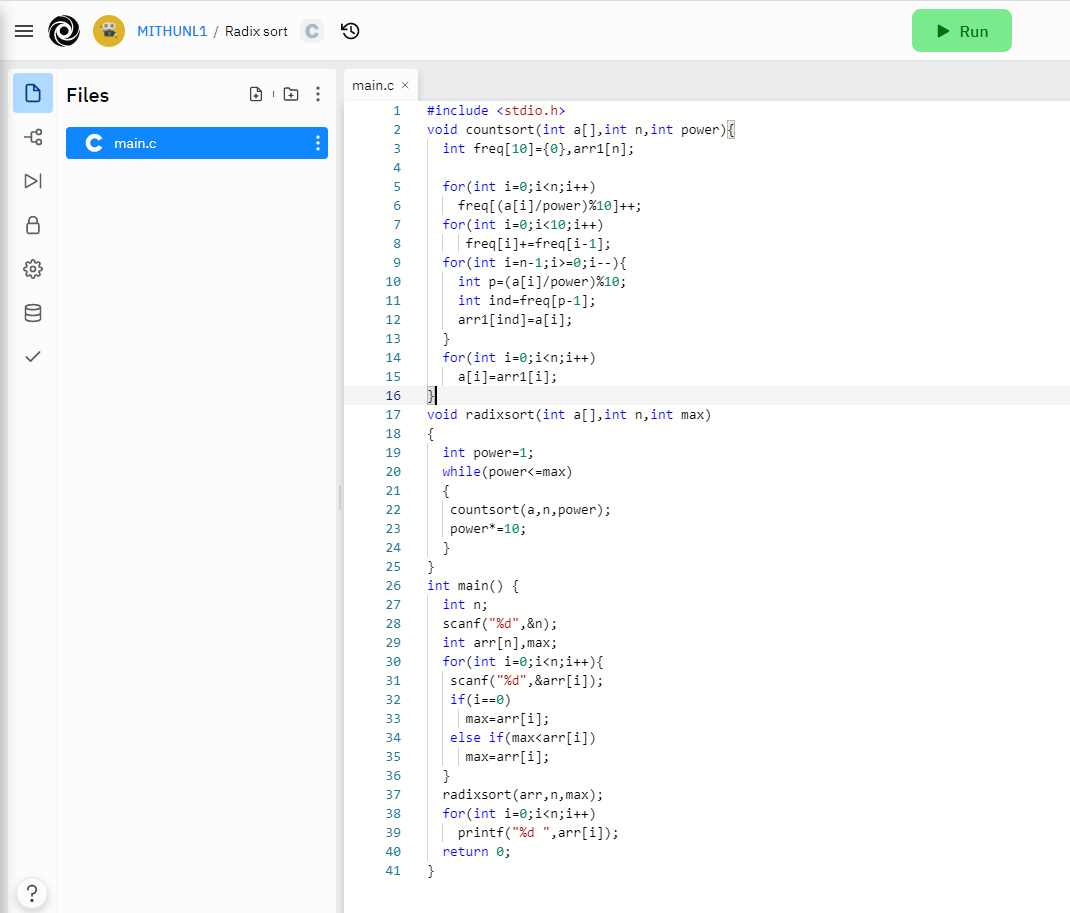 MITHUNL1 / Radix sort C
Run
Files
main.c
main.c ×
1 #include <stdio.h>
2 void countsort(int a[],int n,int power){
3 int freq[10]={0},arr1[n];
4
5 for(int i=0;i<n;i++)
6 freq[(a[i]/power)%10]++;
7 for(int i=0;i<10;i++)
8 freq[i]+=freq[i-1];
9 for(int i=n-1;i>=0;i--){
10 int p=(a[i]/power)%10;
11 int ind=freq[p-1];
12 arr1[ind]=a[i];
13 }
14 for(int i=0;i<n;i++)
15 a[i]=arr1[i];
16 }
17 void radixsort(int a[],int n,int max)
18 {
19 int power=1;
20 while(power<=max)
21 {
22 countsort(a,n,power);
23 power*=10;
24 }
25 }
26 int main() {
27 int n;
28 scanf("%d",&n);
29 int arr[n],max;
30 for(int i=0;i<n;i++){
31 scanf("%d",&arr[i]);
32 if(i==0)
33 max=arr[i];
34 else if(max<arr[i])
35 max=arr[i];
36 }
37 radixsort(arr,n,max);
38 for(int i=0;i<n;i++)
39 printf("%d ",arr[i]);
40 return 0;
41 }
?